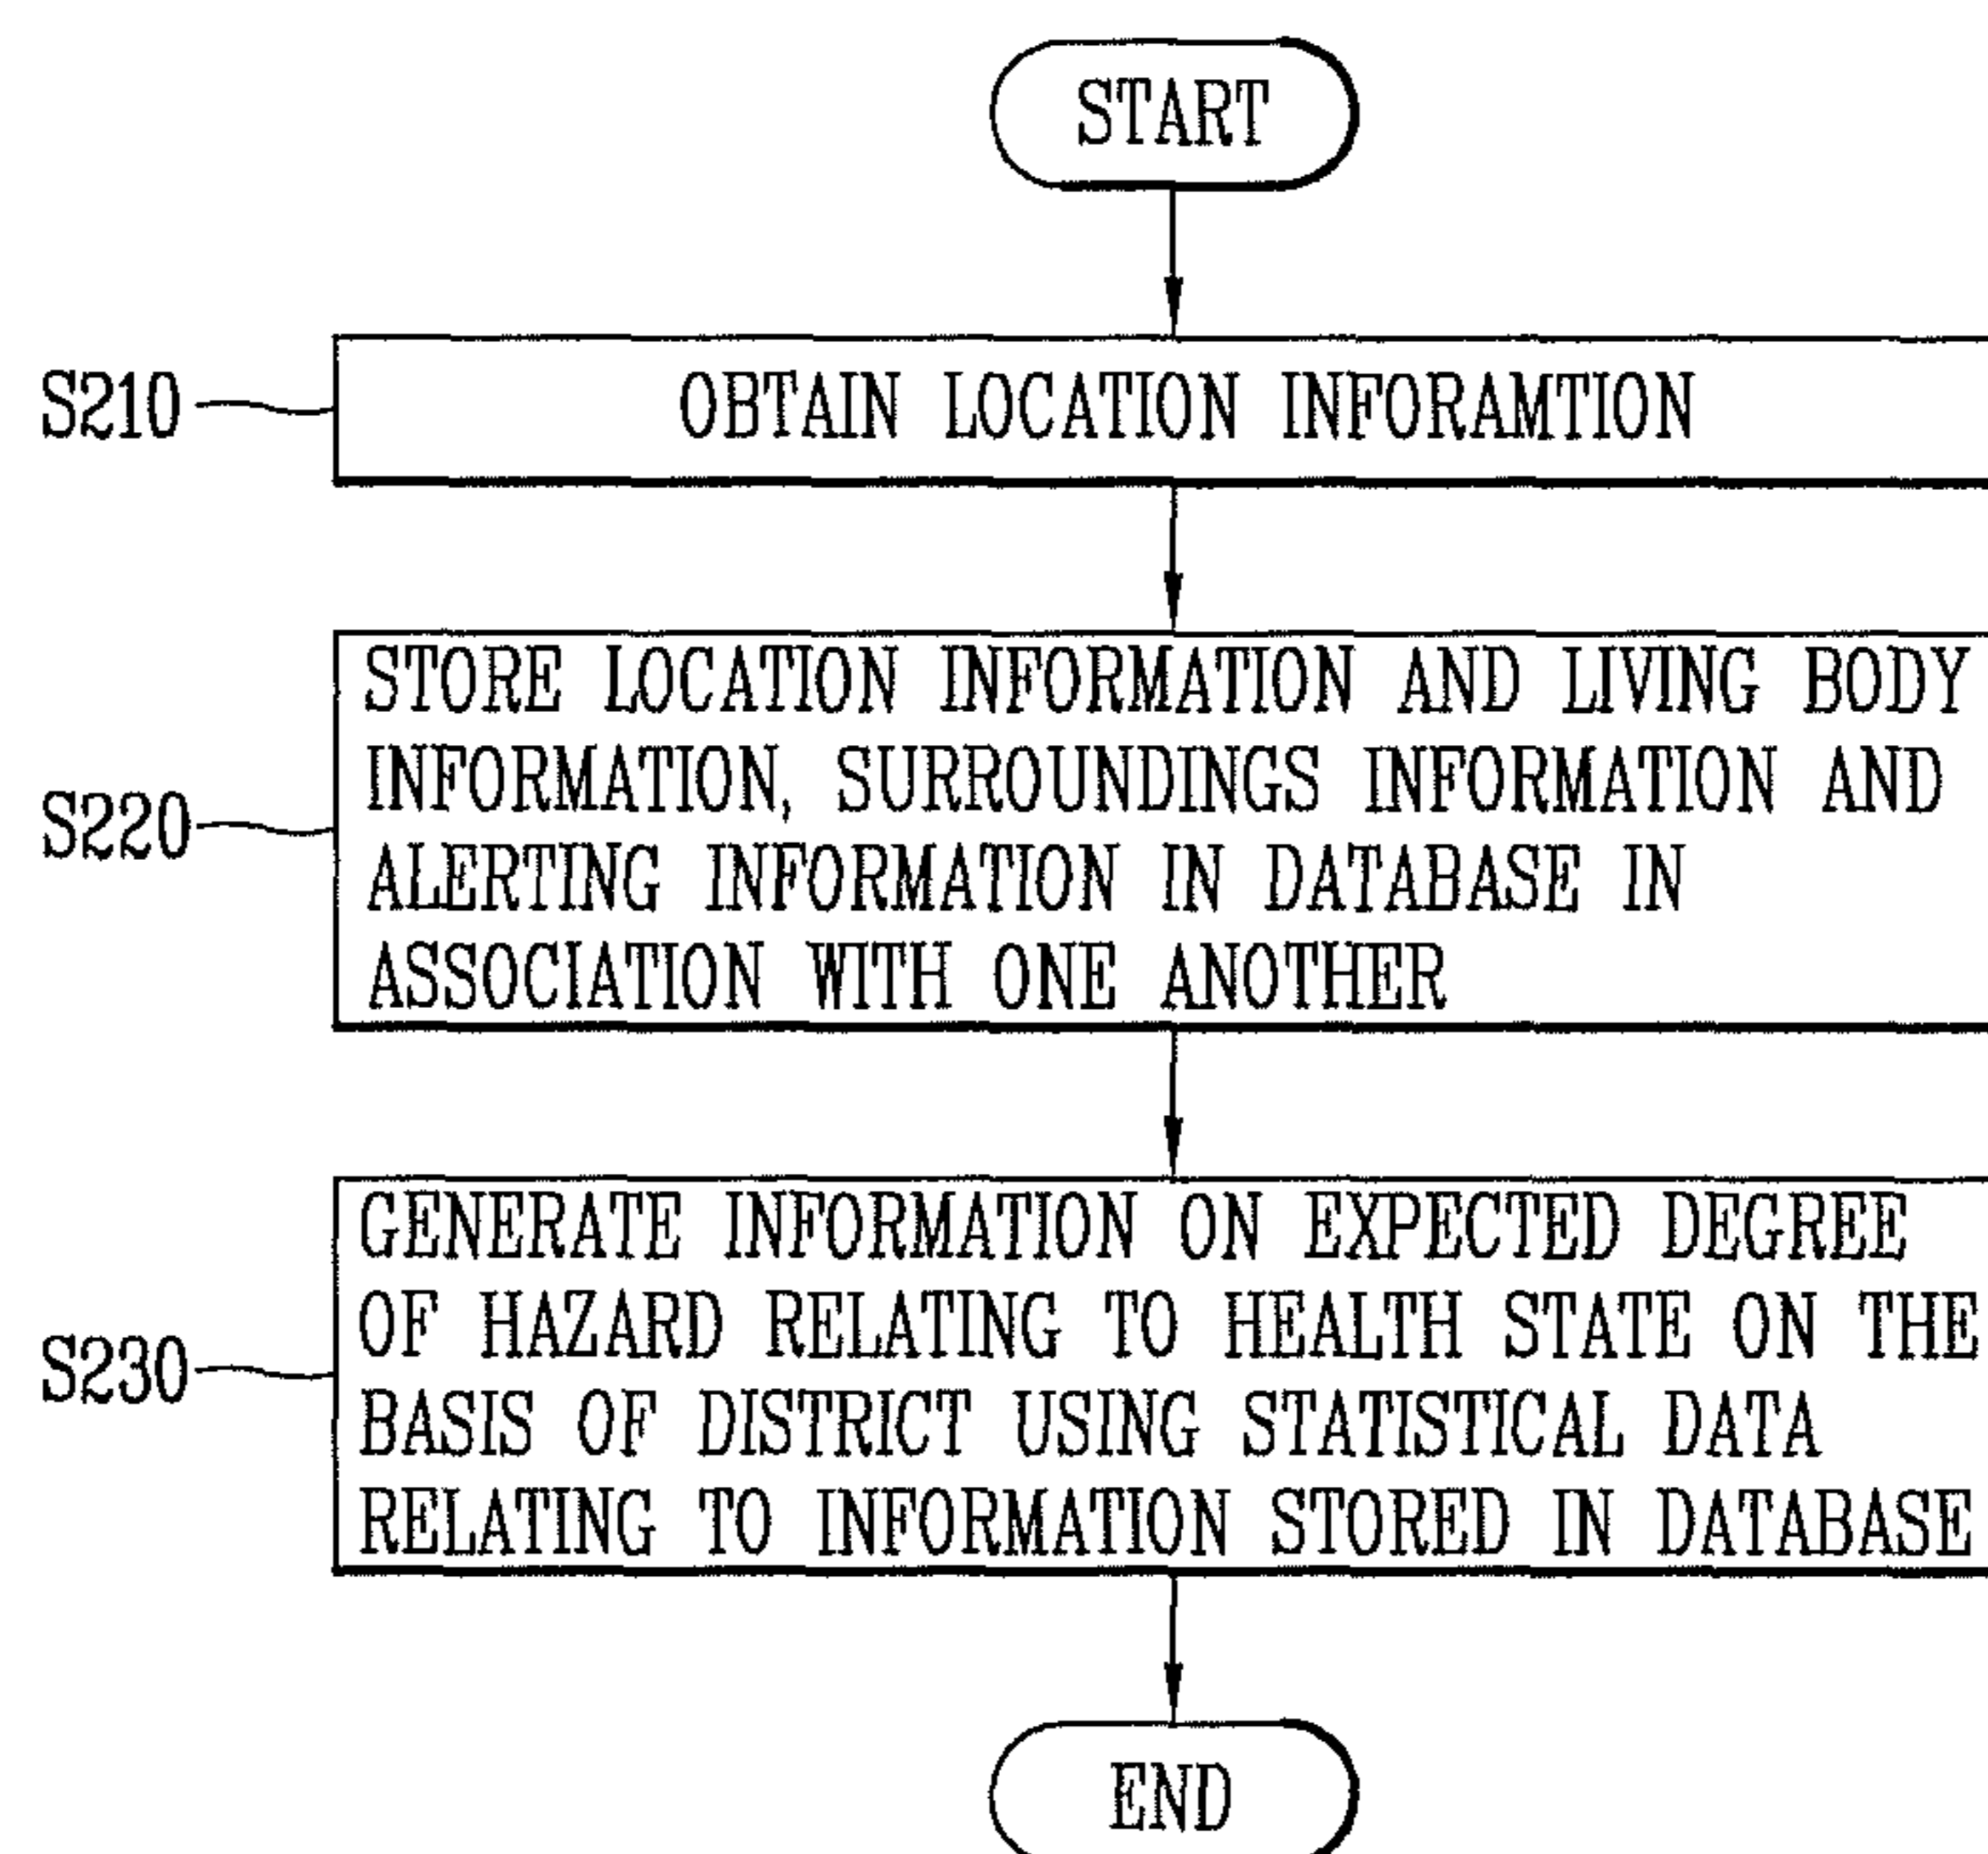 START
S210
OBTAIN LOCATION INFORAMTION
S220
STORE LOCATION INFORMATION AND LIVING BODY
INFORMATION, SURROUNDINGS INFORMATION AND
ALERTING INFORMATION IN DATABASE IN
ASSOCIATION WITH ONE ANOTHER
S230
GENERATE INFORMATION ON EXPECTED DEGREE
OF HAZARD RELATING TO HEALTH STATE ON THE
BASIS OF DISTRICT USING STATISTICAL DATA
RELATING TO INFORMATION STORED IN DATABASE
END